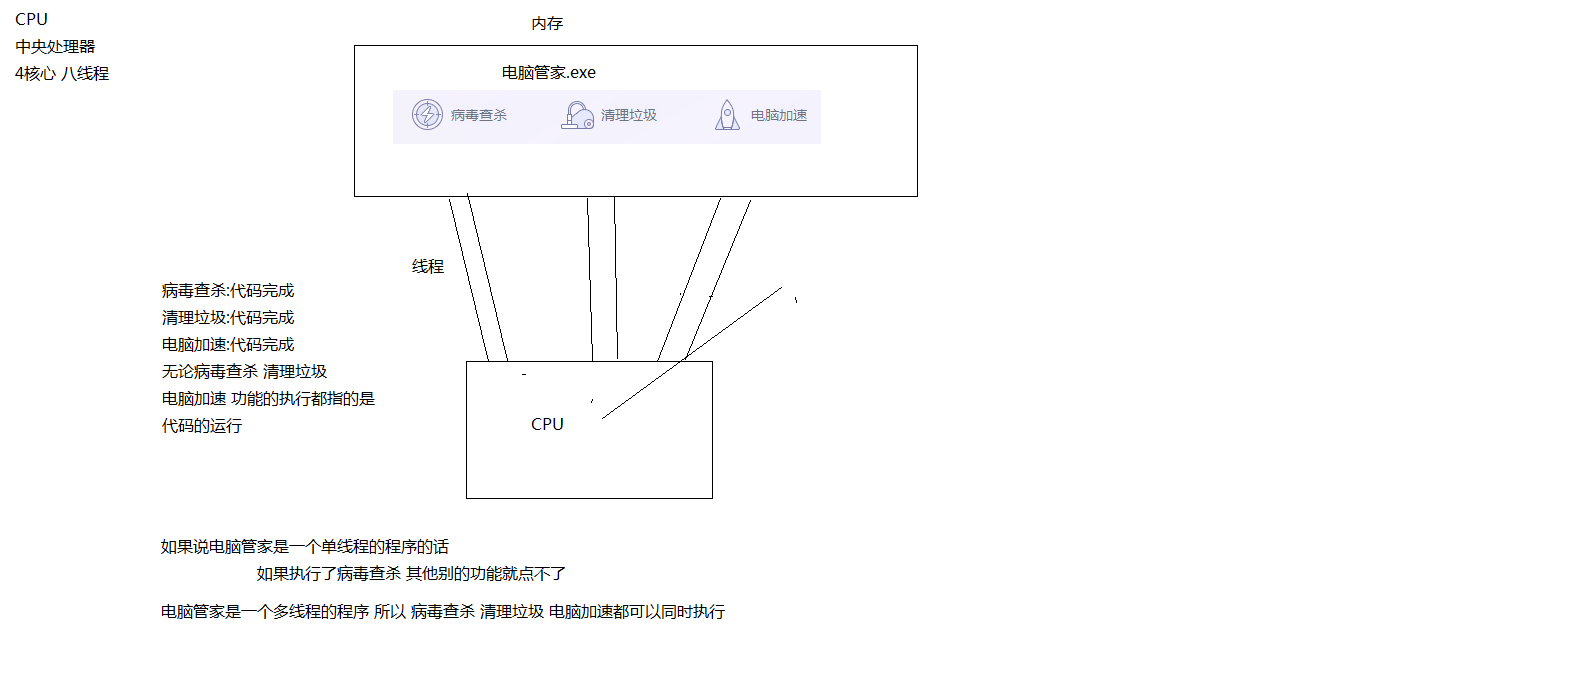 CPU
中央处理器
4核心 八线程
内存
电脑管家.exe
病毒查杀
清理垃圾
电脑加速
线程
病毒查杀:代码完成
清理垃圾:代码完成
电脑加速:代码完成
无论病毒查杀 清理垃圾
电脑加速 功能的执行都指的是
代码的运行
CPU
如果说电脑管家是一个单线程的程序的话
如果执行了病毒查杀 其他别的功能就点不了
电脑管家是一个多线程的程序 所以 病毒查杀 清理垃圾 电脑加速都可以同时执行